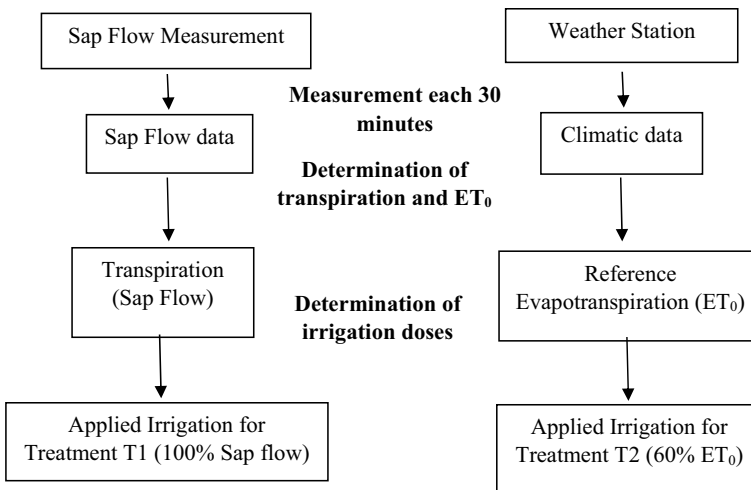 Sap Flow Measurement
Weather Station
Measurement each 30
minutes
Sap Flow data
Climatic data
Determination of
transpiration and ET₀
Transpiration
(Sap Flow)
Reference
Evapotranspiration (ET₀)
Determination of
irrigation doses
Applied Irrigation for
Treatment T1 (100% Sap flow)
Applied Irrigation for
Treatment T2 (60% ET₀)